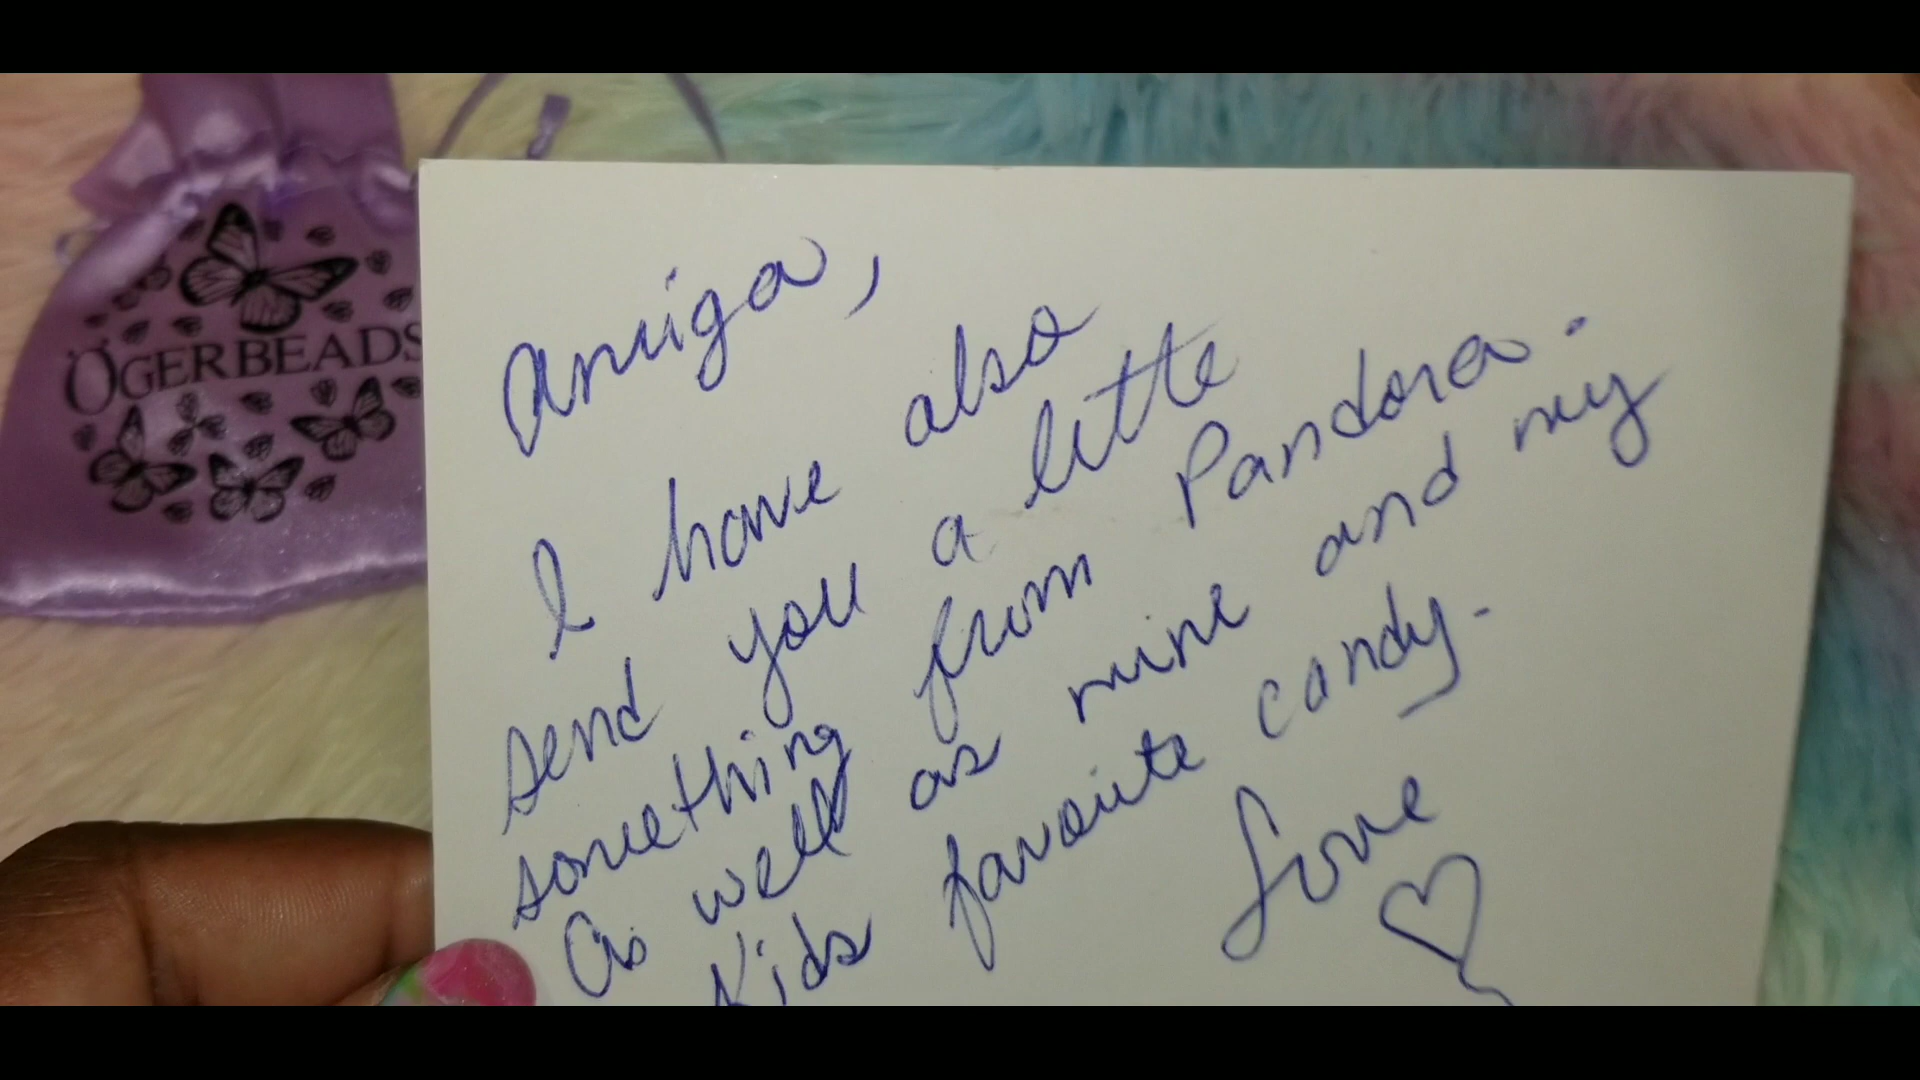 ÖGERBEADS
Amiga,
I have also
send you a little
something from Pandora.
As well as mine and my
Kids favorite candy.
Love